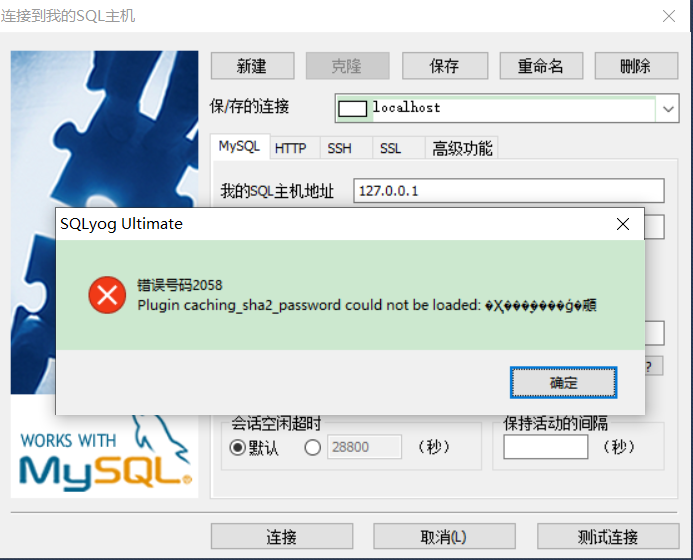 连接到我的SQL主机
新建
克隆
保存
重命名
删除
保/存的连接
localhost
MySQL
HTTP
SSH
SSL
高级功能
我的SQL主机地址
127.0.0.1
SQLyog Ultimate
错误号码2058
Plugin caching_sha2_password could not be loaded: �Ҳ����ָ����ģ�顣
确定
?
会话空闲超时
默认
28800
(秒)
保持活动的间隔
(秒)
WORKS WITH
MySQL®
连接
取消(L)
测试连接